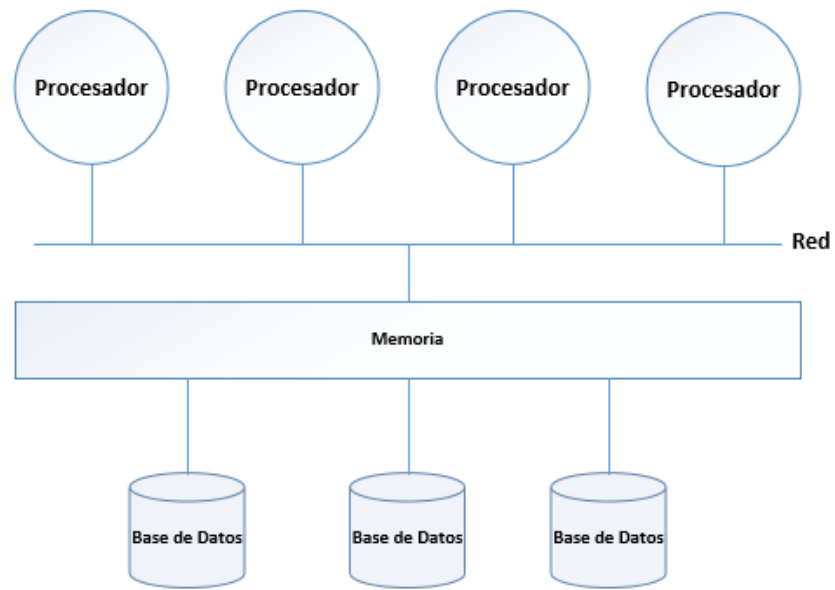 Procesador
Procesador
Procesador
Procesador
Red
Memoria
Base de Datos
Base de Datos
Base de Datos